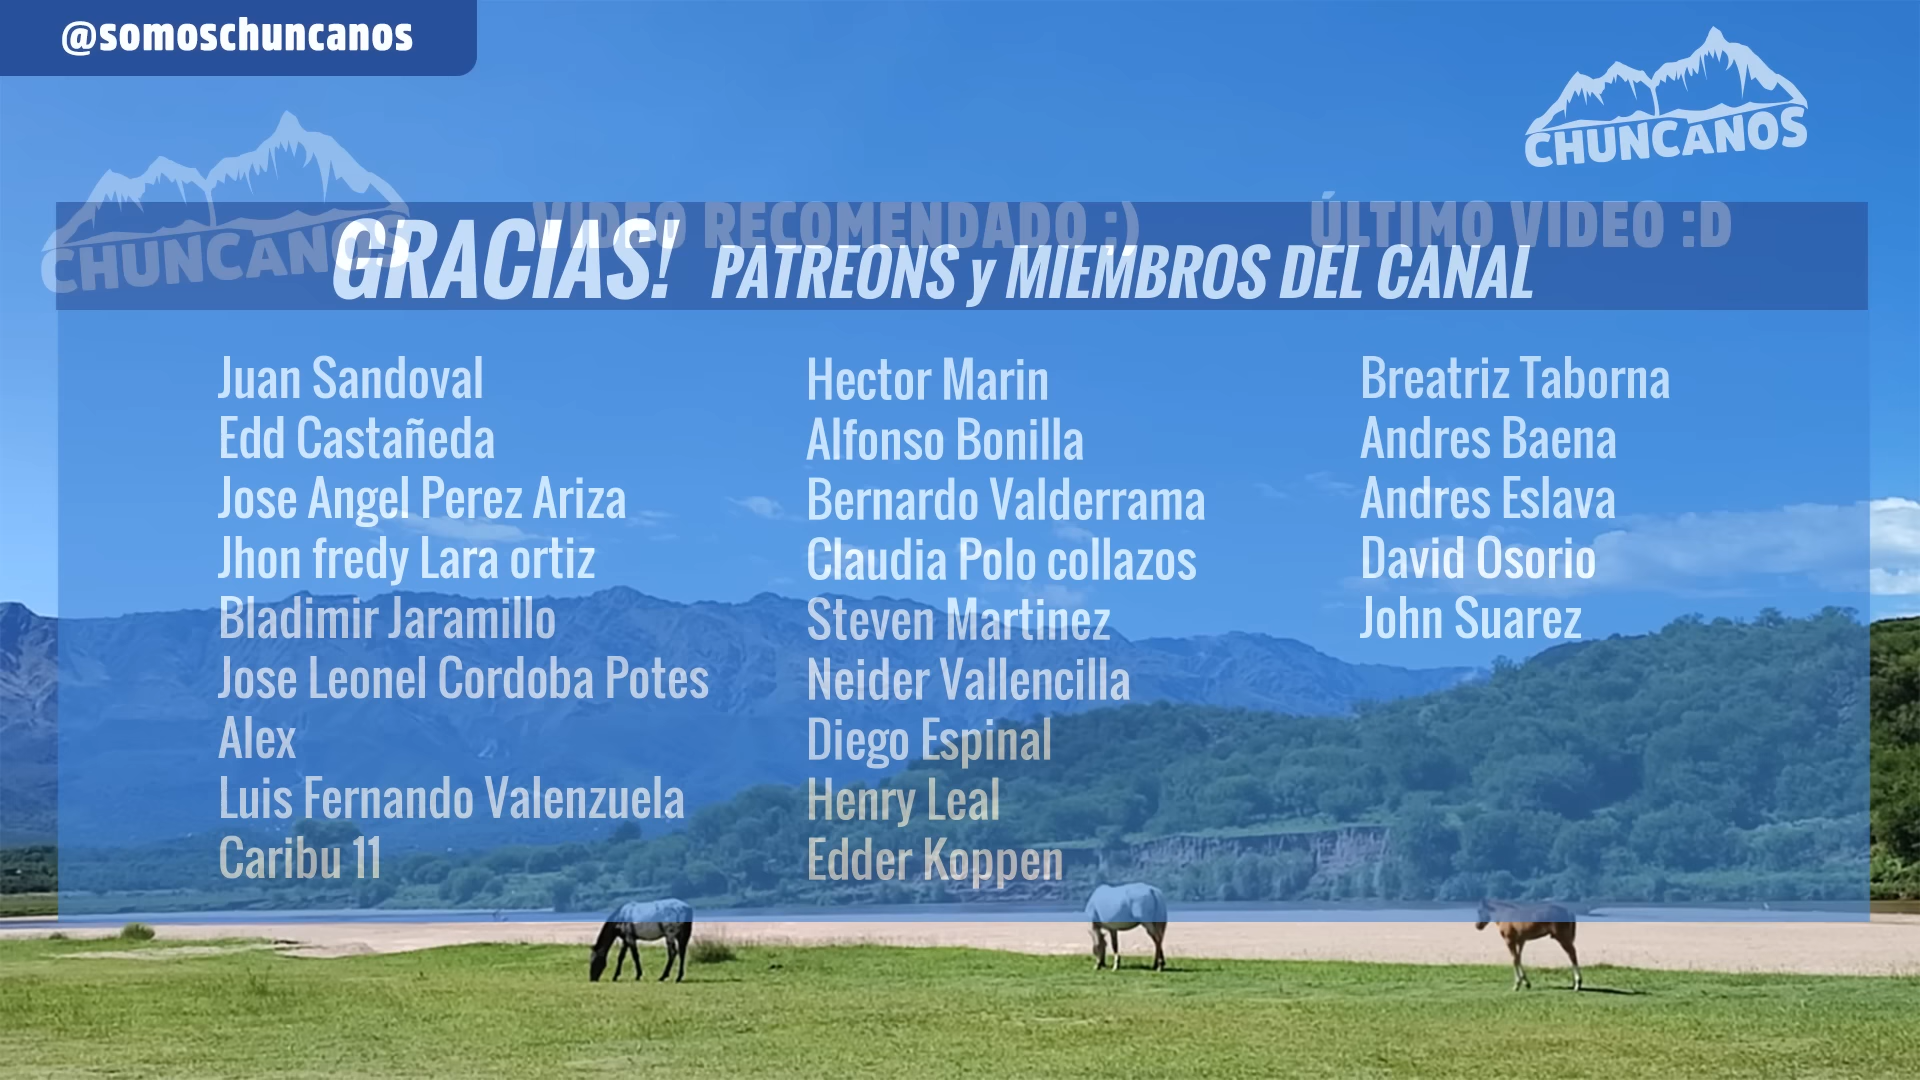 @somoschuncanos
CHUNCANOS
CHUNCANOS
VIDEO RECOMENDADO ;)
ÚLTIMO VIDEO :D
GRACIAS! PATREONS y MIEMBROS DEL CANAL
Juan Sandoval
Edd Castañeda
Jose Angel Perez Ariza
Jhon fredy Lara ortiz
Bladimir Jaramillo
Jose Leonel Cordoba Potes
Alex
Luis Fernando Valenzuela
Caribu 11
Hector Marin
Alfonso Bonilla
Bernardo Valderrama
Claudia Polo collazos
Steven Martinez
Neider Vallencilla
Diego Espinal
Henry Leal
Edder Koppen
Breatriz Taborna
Andres Baena
Andres Eslava
David Osorio
John Suarez